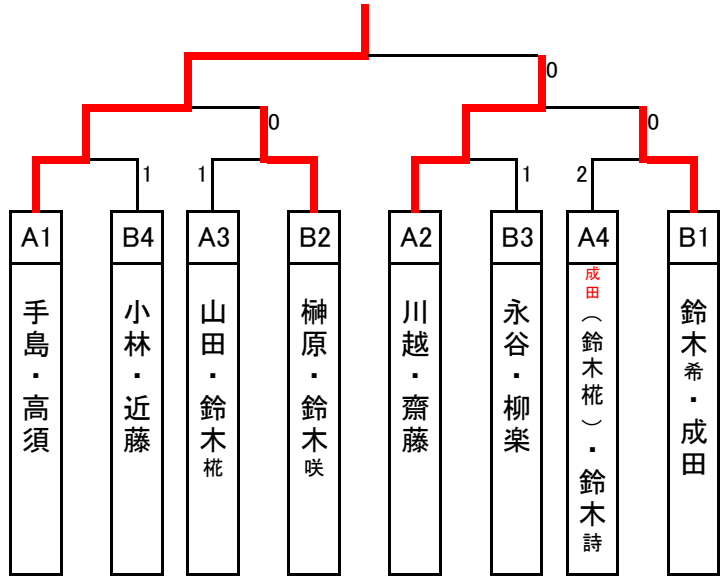 0
0
0
1
1
1
2
A1
B4
A3
B2
A2
B3
A4
B1
手島・高須
小林・近藤
山田・鈴木椛
榊原・鈴木咲
川越・齋藤
永谷・柳楽
成田（鈴木椛）・鈴木詩
鈴木希・成田